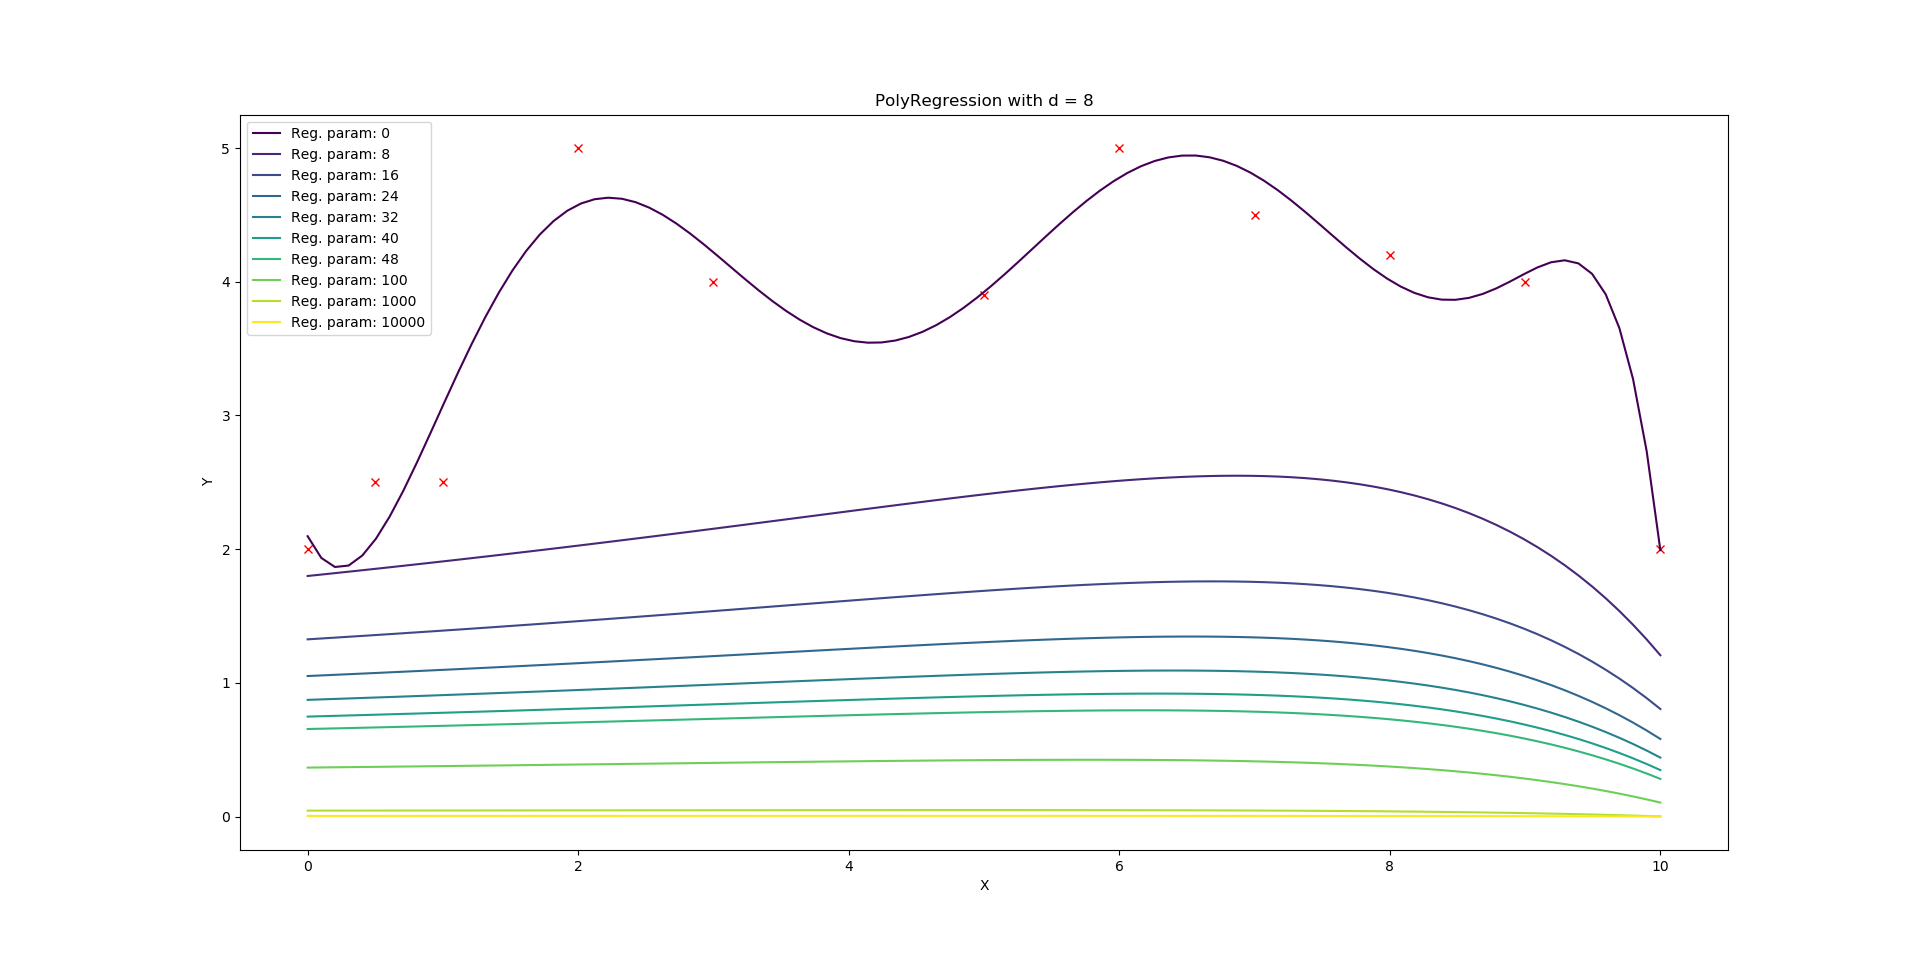 PolyRegression with d = 8
Reg. param: 0
Reg. param: 8
Reg. param: 16
Reg. param: 24
Reg. param: 32
Reg. param: 40
Reg. param: 48
Reg. param: 100
Reg. param: 1000
Reg. param: 10000
5
4
3
2
1
0
Y
0 2 4 6 8 10
X